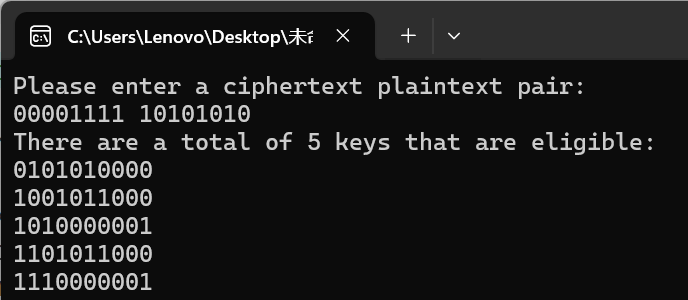 C:\Users\Lenovo\Desktop\未
Please enter a ciphertext plaintext pair:
00001111 10101010
There are a total of 5 keys that are eligible:
0101010000
1001011000
1010000001
1101011000
1110000001